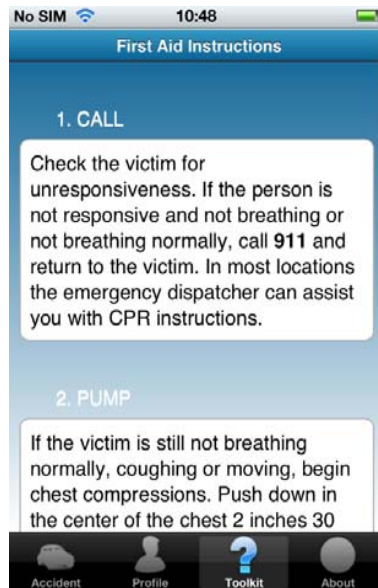 No SIM 10:48
First Aid Instructions
1. CALL
Check the victim for
unresponsiveness. If the person is
not responsive and not breathing or
not breathing normally, call 911 and
return to the victim. In most locations
the emergency dispatcher can assist
you with CPR instructions.
2. PUMP
If the victim is still not breathing
normally, coughing or moving, begin
chest compressions. Push down in
the center of the chest 2 inches 30
Accident Profile Toolkit About